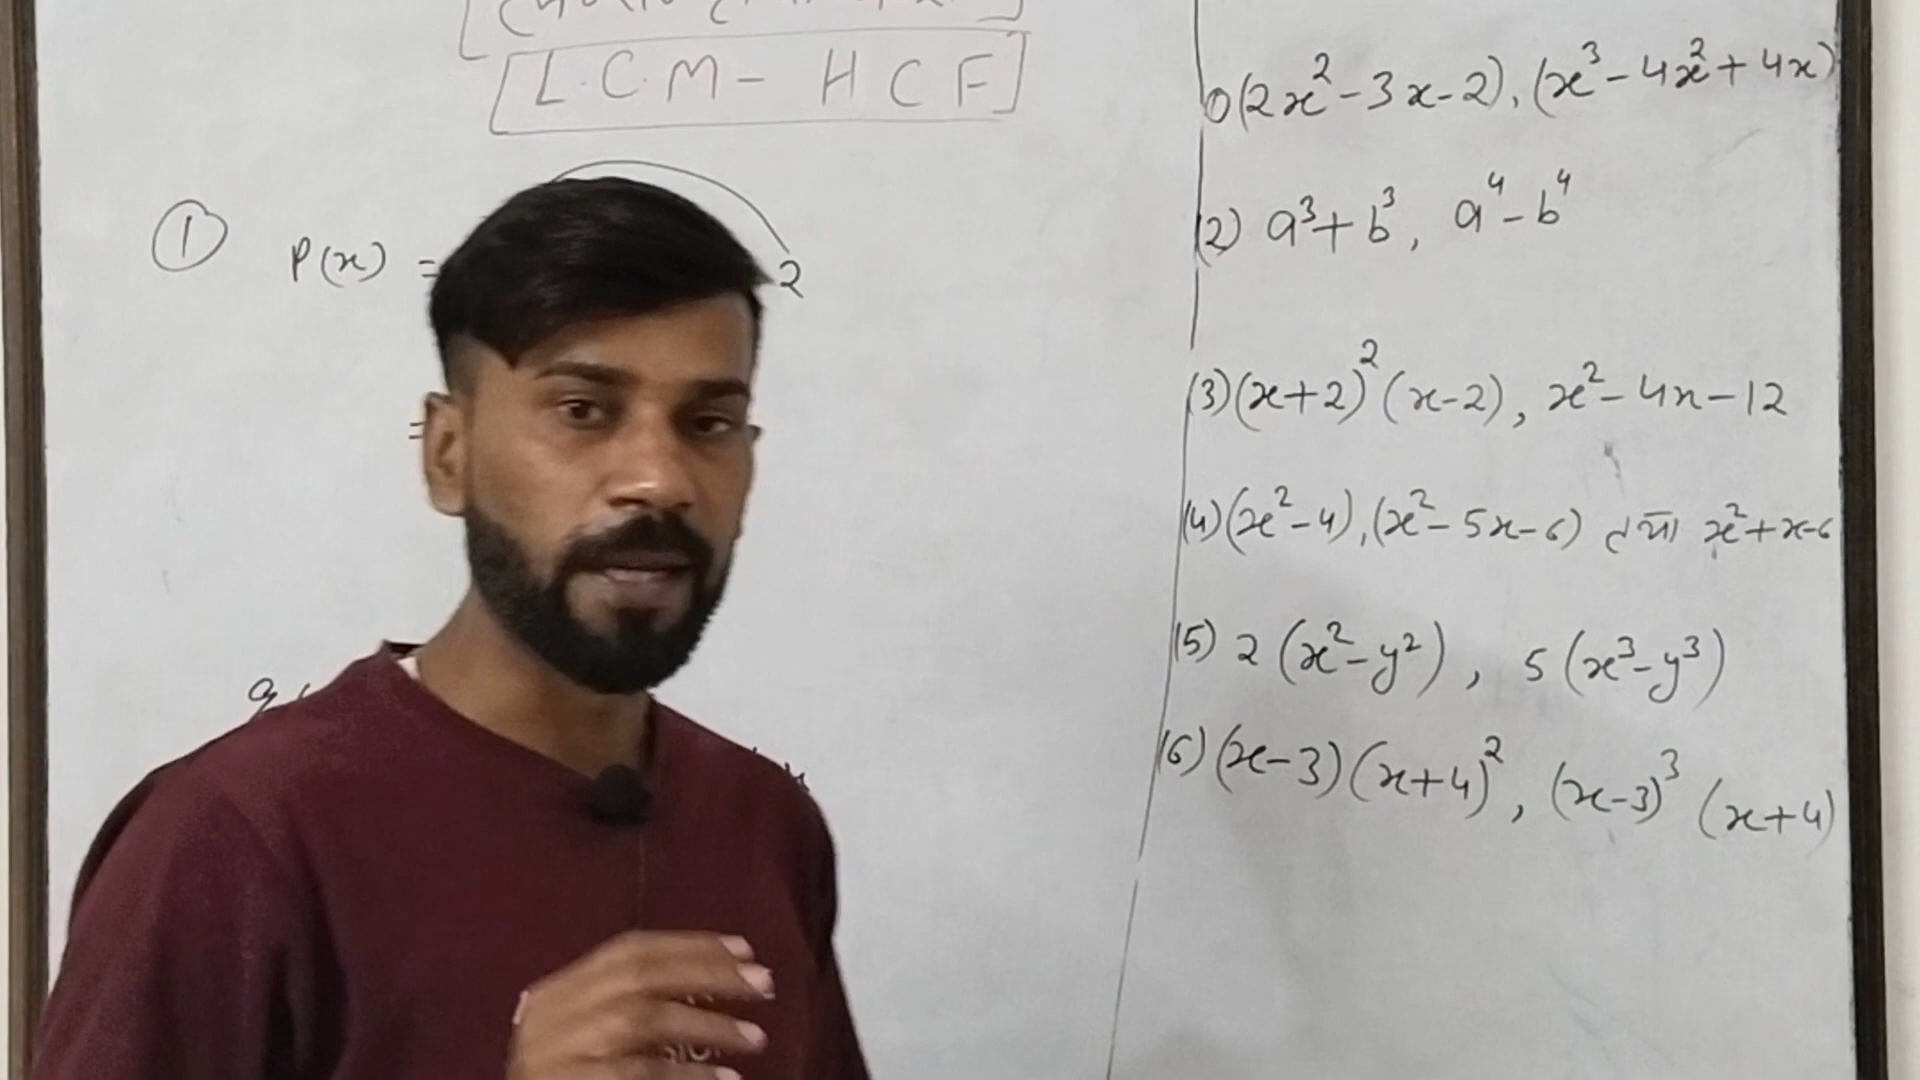 [L.C.M - HCF]
① P(x) =
2
=
1) (2x² - 3x - 2), (x³ - 4x² + 4x)
(2) a³ + b³, a⁴ - b⁴
(3) (x+2)² (x-2), x² - 4x - 12
(4) (x² - 4), (x² - 5x - 6) तथा x² + x - 6
(5) 2 (x² - y²), 5 (x³ - y³)
(6) (x-3) (x+4)², (x-3)³ (x+4)